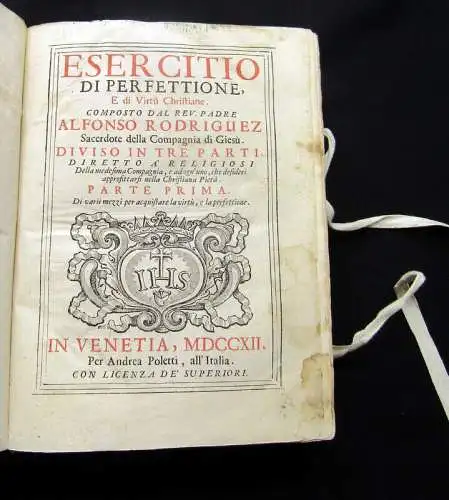 ESERCITIO
DI PERFETTIONE,
E di Virtù Christiane.
COMPOSTO DAL REV. PADRE
ALFONSO RODRIGUEZ
Sacerdote della Compagnia di Giesù.
DIVISO IN TRE PARTI.
DIRETTO A' RELIGIOSI
Della medesima Compagnia, e ad ogn'uno, che desideri
approfittarsi nella Christiana Pietà.
PARTE PRIMA.
Di varii mezzi per acquistare la virtù, e la perfettione.
IHS
IN VENETIA, MDCCXII.
Per Andrea Poletti, all'Italia.
CON LICENZA DE' SUPERIORI.